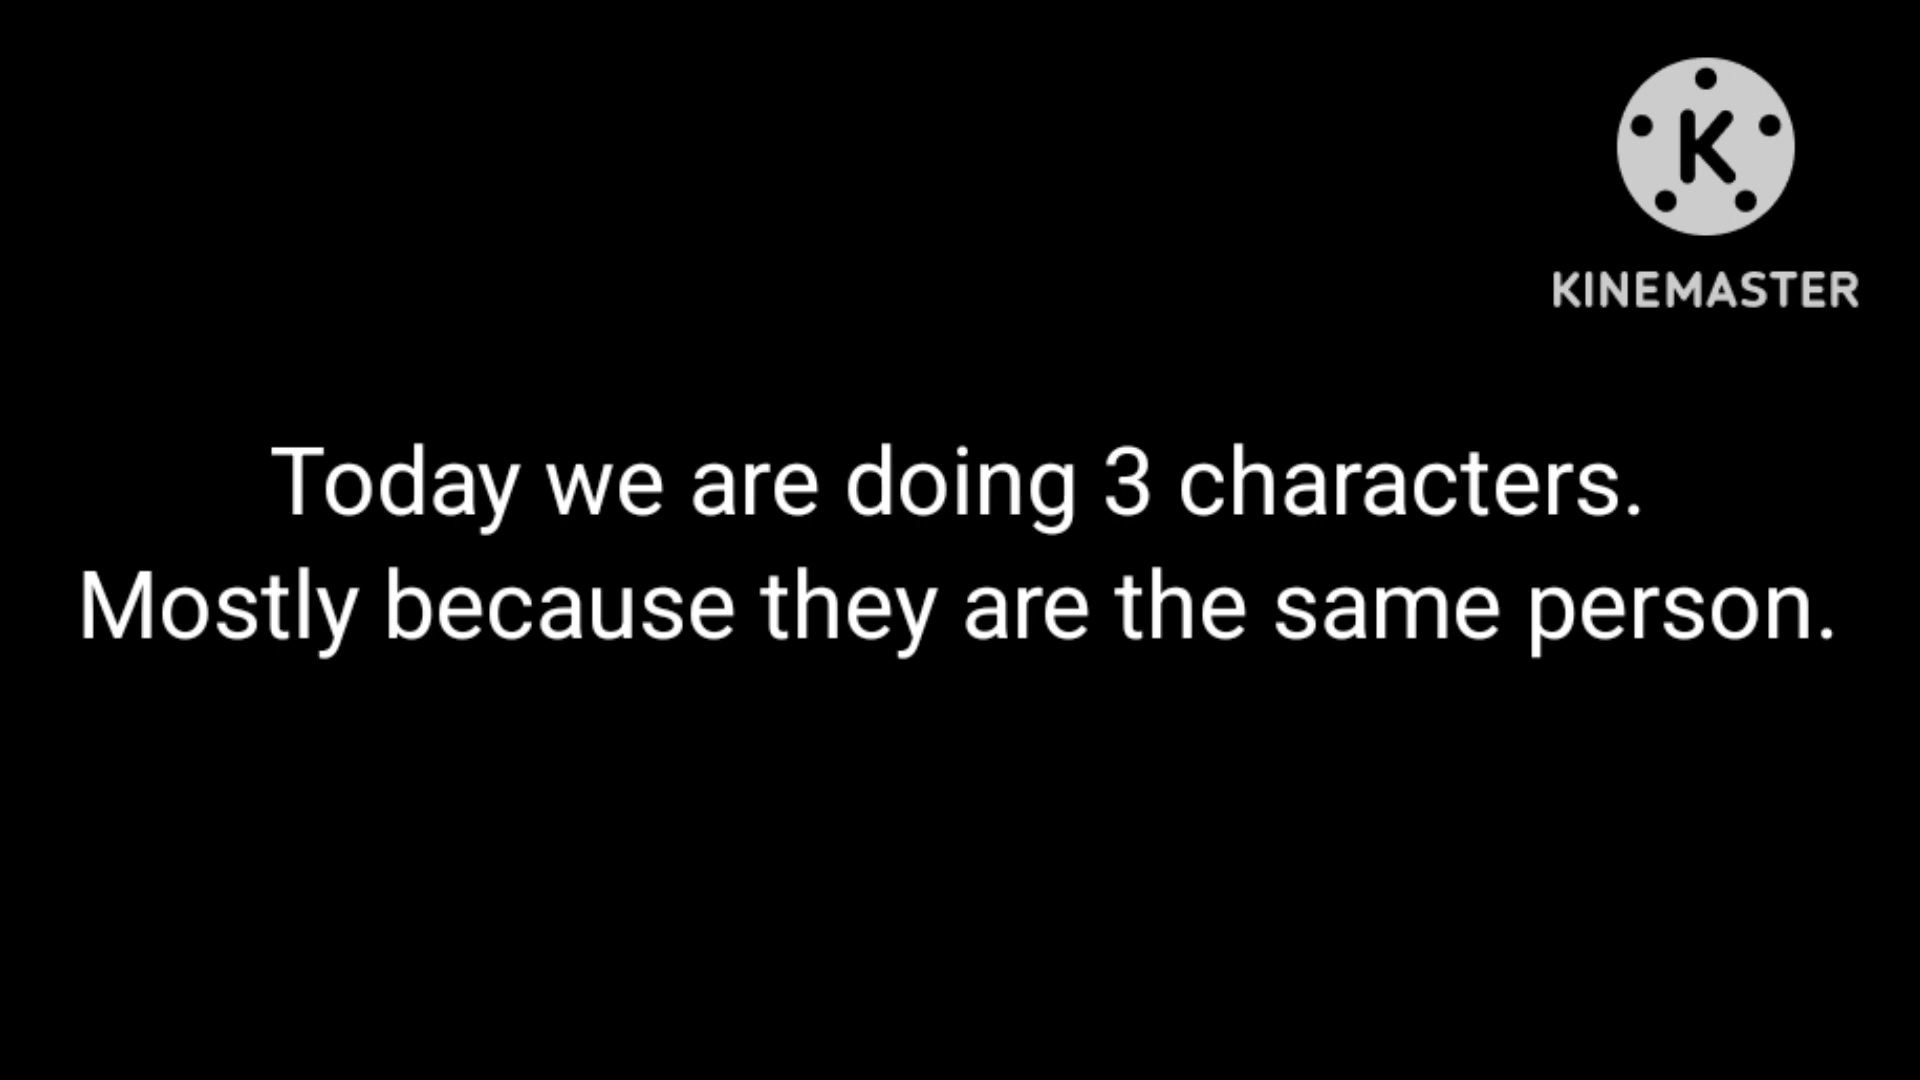 K
KINEMASTER
Today we are doing 3 characters.
Mostly because they are the same person.